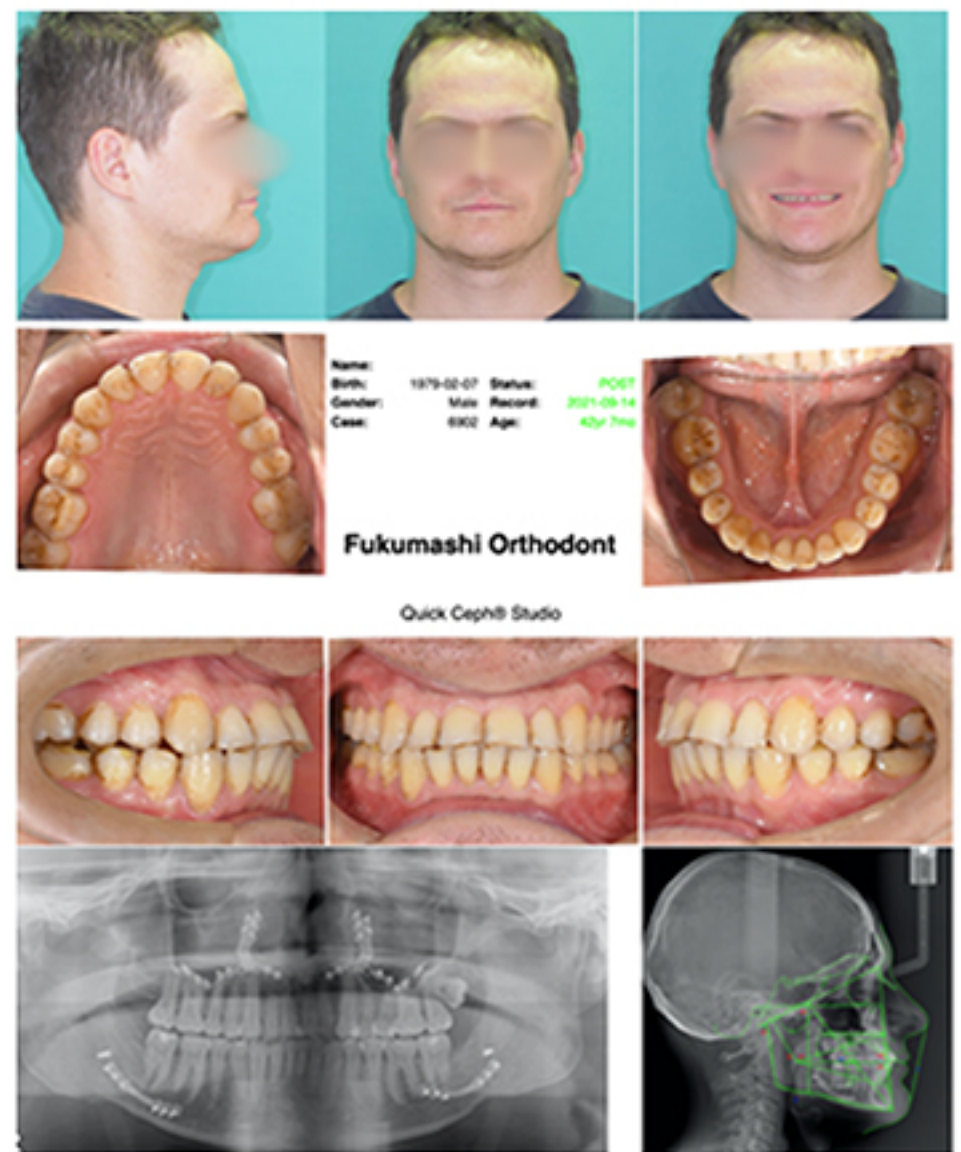 Name:
Birth: 1979-02-07 Status: POST
Gender: Male Record: 2021-09-14
Case: 6902 Age: 42yr 7mo
Fukumashi Orthodont
Quick Ceph® Studio